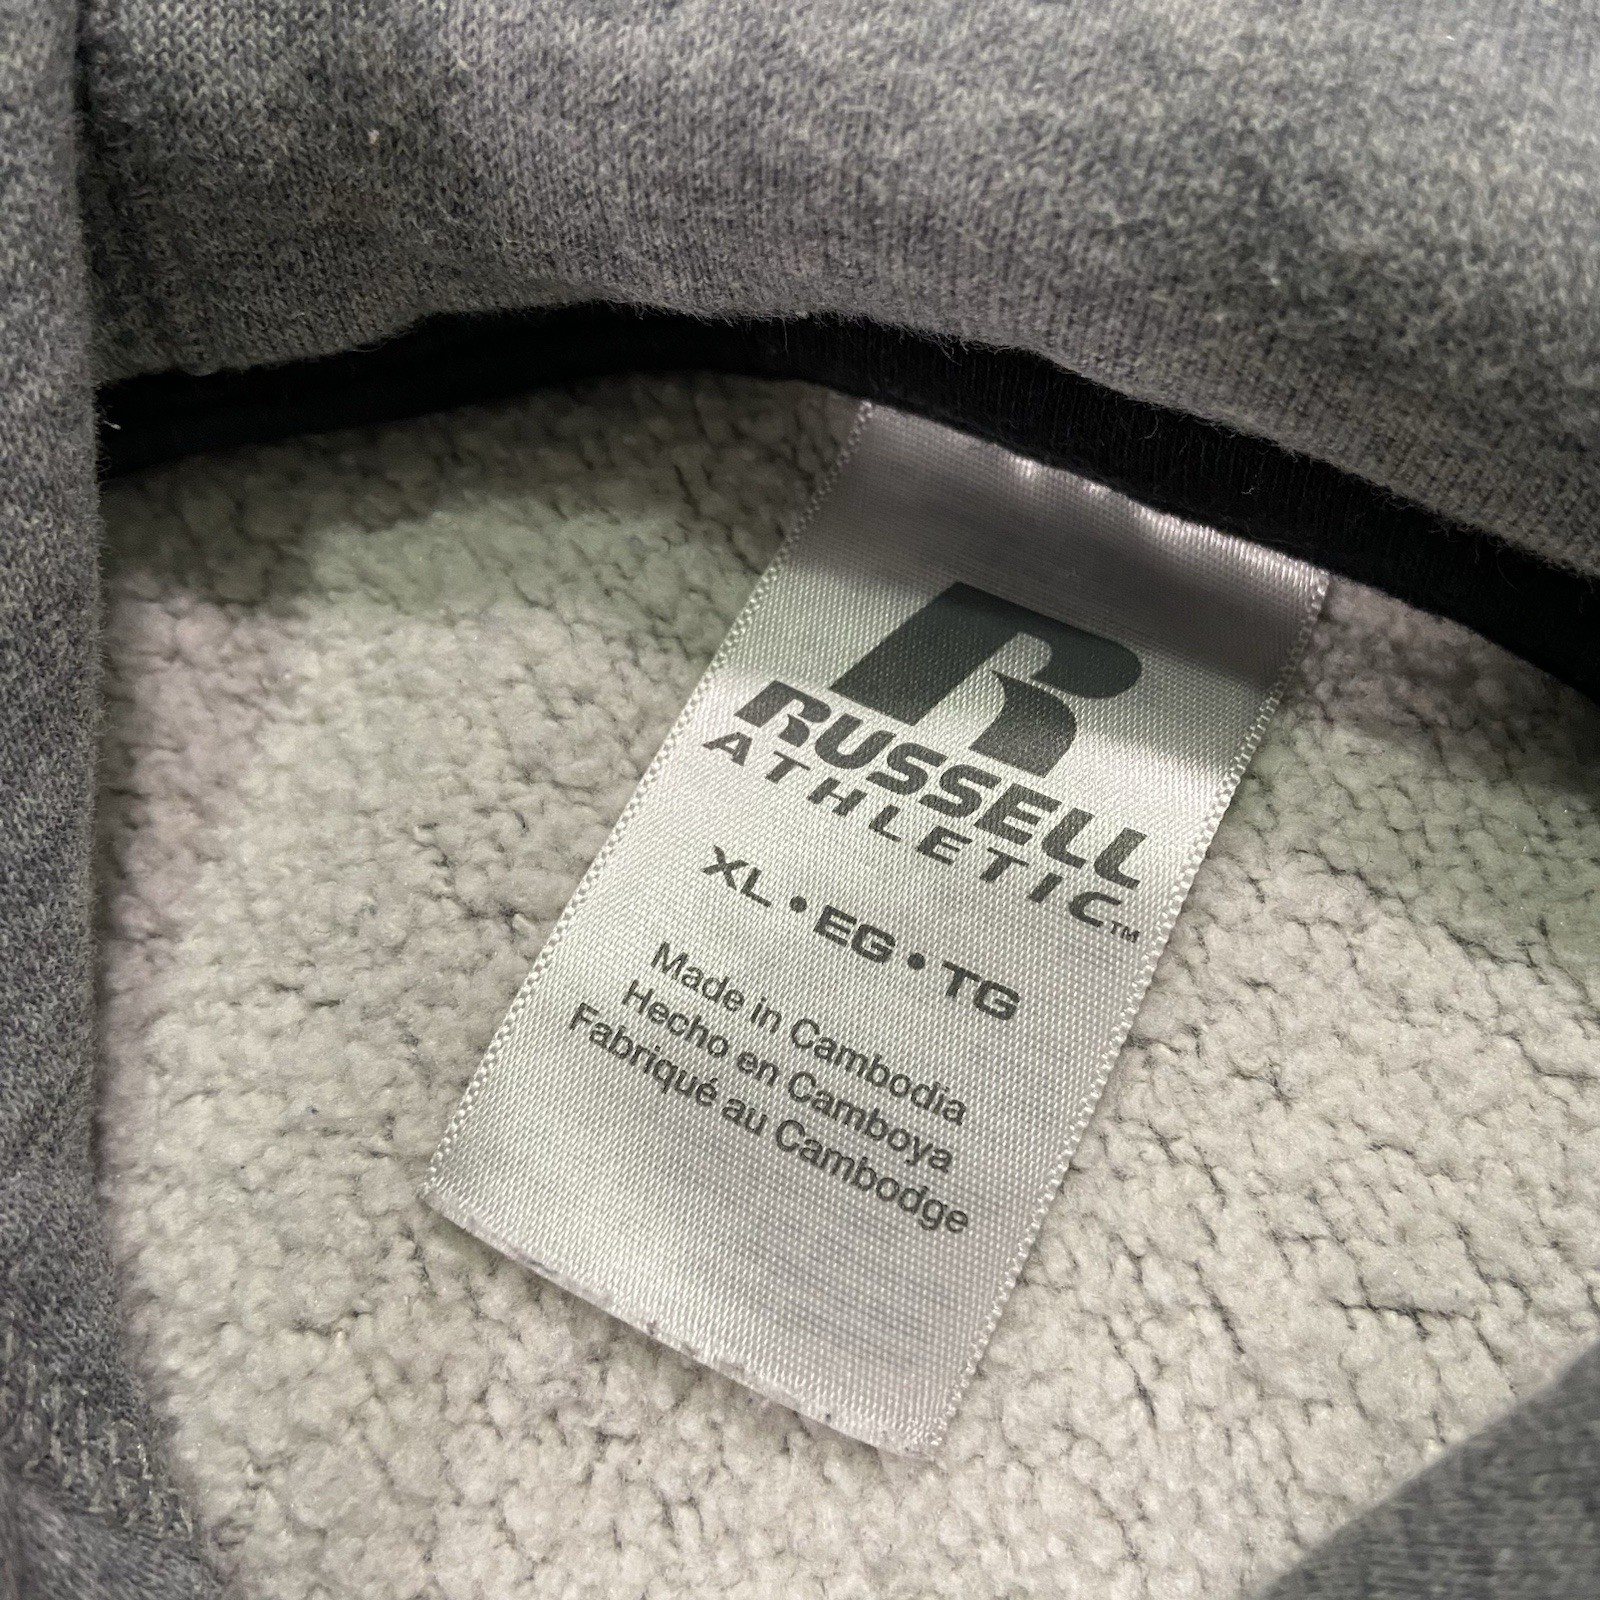 R
RUSSELL
ATHLETIC™
XL • EG • TG
Made in Cambodia
Hecho en Camboya
Fabriqué au Cambodge